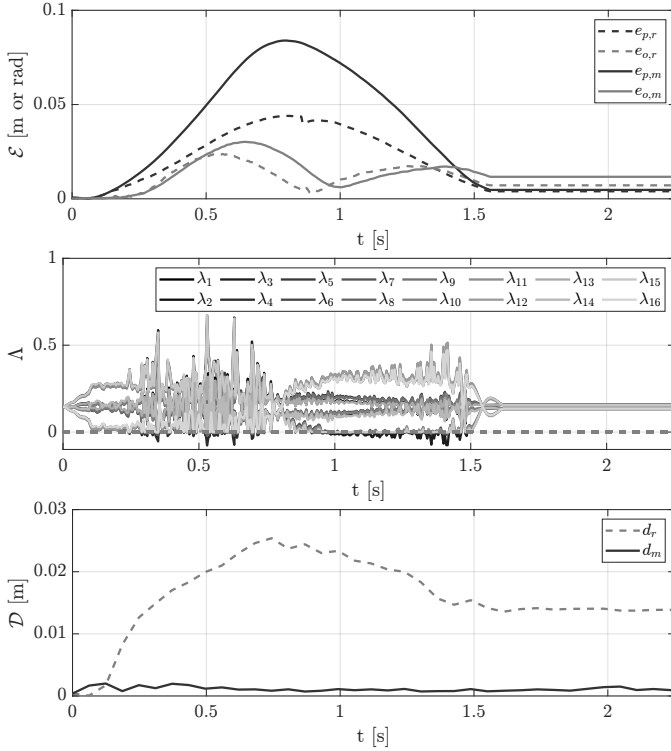 0.1
0.05
0
ℰ [m or rad]
e_{p,r}
e_{o,r}
e_{p,m}
e_{o,m}
0 0.5 1 1.5 2
t [s]
1
0.5
0
Λ
λ_1 λ_3 λ_5 λ_7 λ_9 λ_11 λ_13 λ_15
λ_2 λ_4 λ_6 λ_8 λ_10 λ_12 λ_14 λ_16
0 0.5 1 1.5 2
t [s]
0.03
0.02
0.01
0
𝒟 [m]
d_r
d_m
0 0.5 1 1.5 2
t [s]